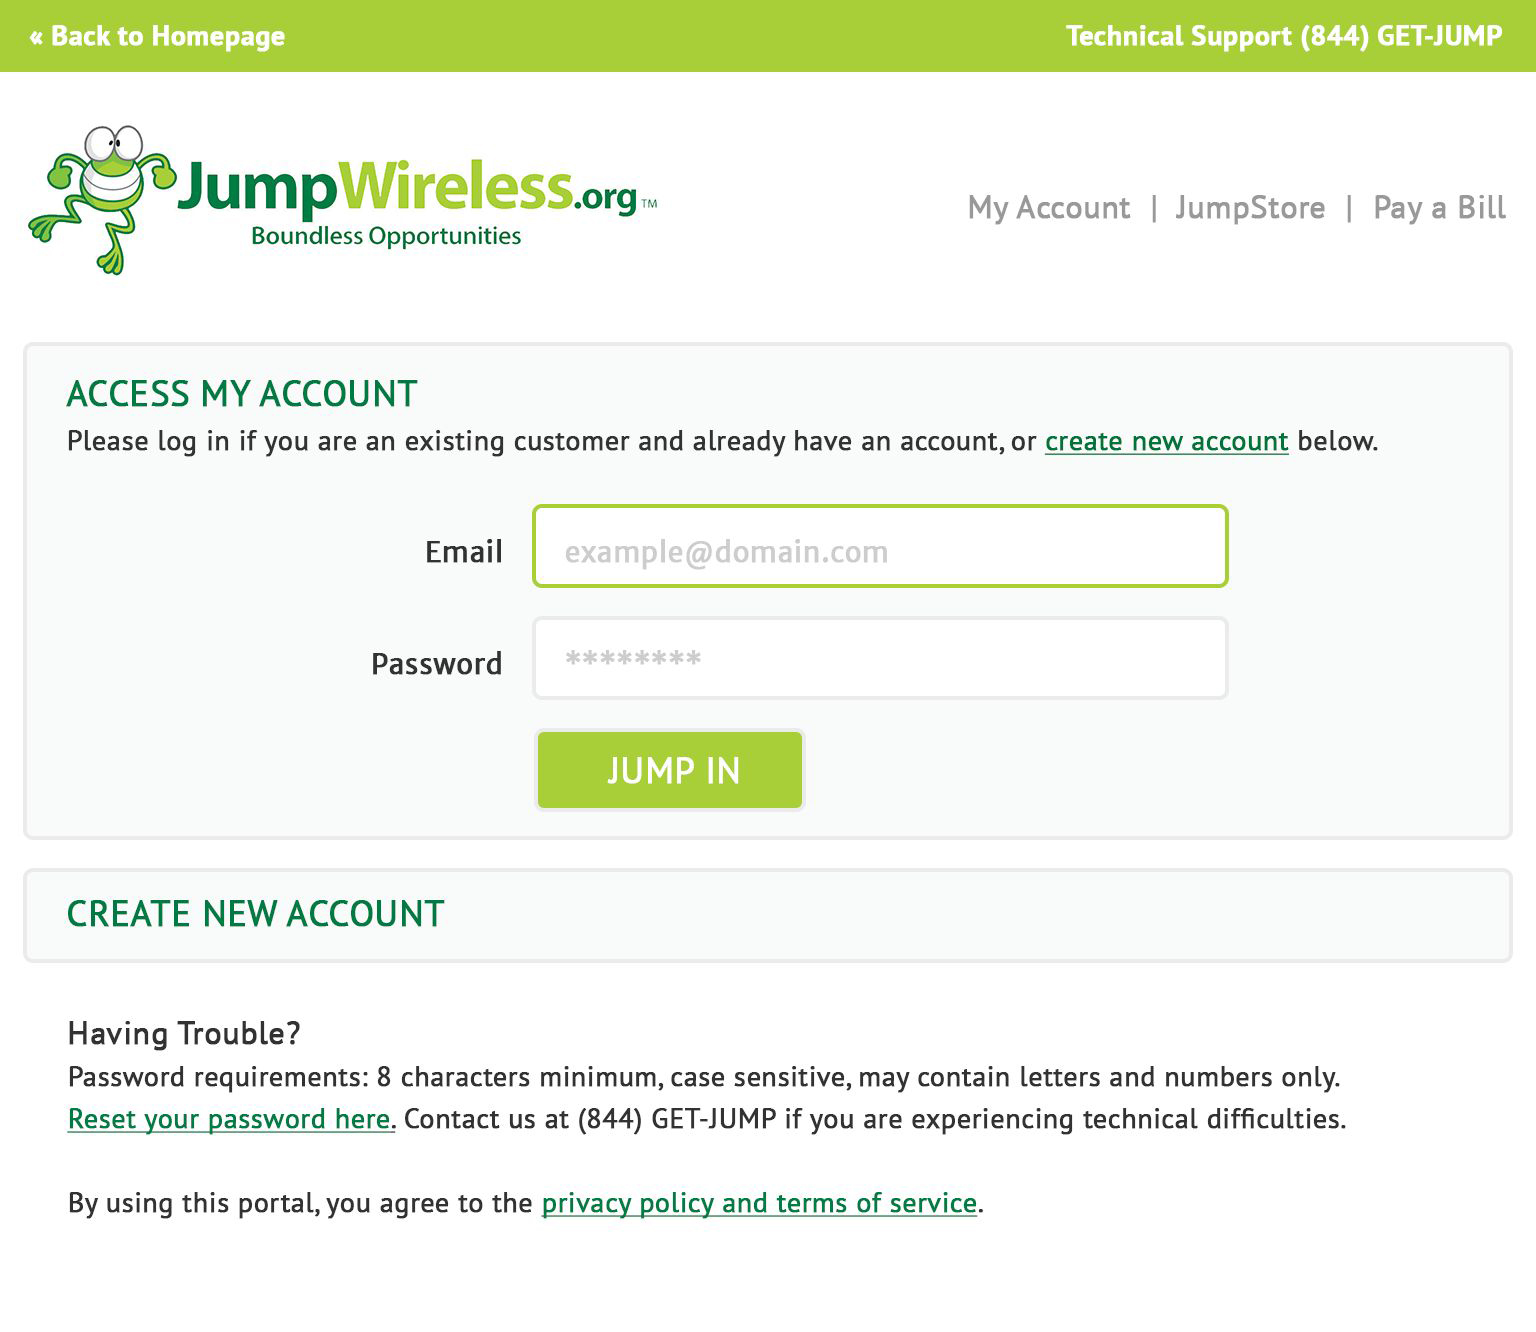 « Back to Homepage
Technical Support (844) GET-JUMP
JumpWireless.org™
Boundless Opportunities
My Account | JumpStore | Pay a Bill
ACCESS MY ACCOUNT
Please log in if you are an existing customer and already have an account, or create new account below.
Email
example@domain.com
Password
********
JUMP IN
CREATE NEW ACCOUNT
Having Trouble?
Password requirements: 8 characters minimum, case sensitive, may contain letters and numbers only.
Reset your password here. Contact us at (844) GET-JUMP if you are experiencing technical difficulties.
By using this portal, you agree to the privacy policy and terms of service.